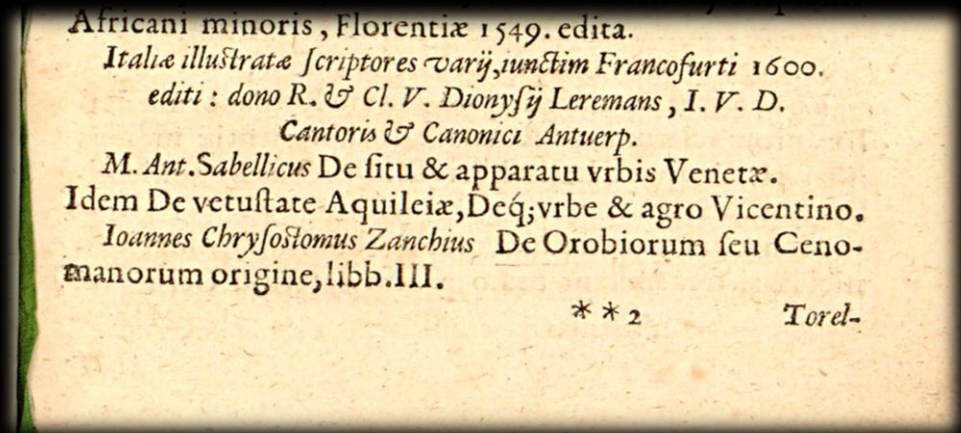 Africani minoris, Florentiæ 1549. edita.
Italiæ illustratæ ſcriptores varij, iunctim Francofurti 1600.
editi : dono R. & Cl. V. Dionyſij Leremans, I. V. D.
Cantoris & Canonici Antuerp.
M. Ant. Sabellicus De ſitu & apparatu vrbis Venetæ.
Idem De vetuſtate Aquileiæ, Deq́; vrbe & agro Vicentino.
Ioannes Chryſostomus Zanchius De Orobiorum ſeu Ceno-
manorum origine, libb. III.
* * 2 Torel-